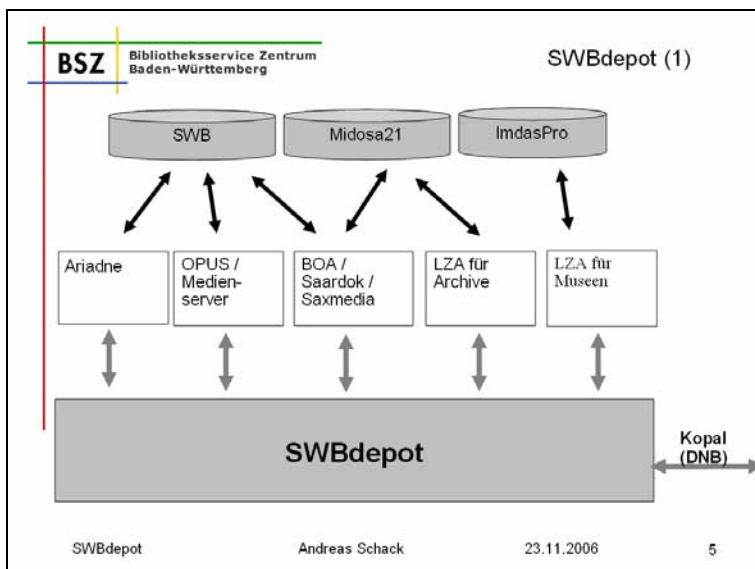 BSZ
Bibliotheksservice Zentrum
Baden-Württemberg
SWBdepot (1)
SWB
Midosa21
ImdasPro
Ariadne
OPUS /
Medien-
server
BOA /
Saardok /
Saxmedia
LZA für
Archive
LZA für
Museen
SWBdepot
Kopal
(DNB)
SWBdepot
Andreas Schack
23.11.2006
5